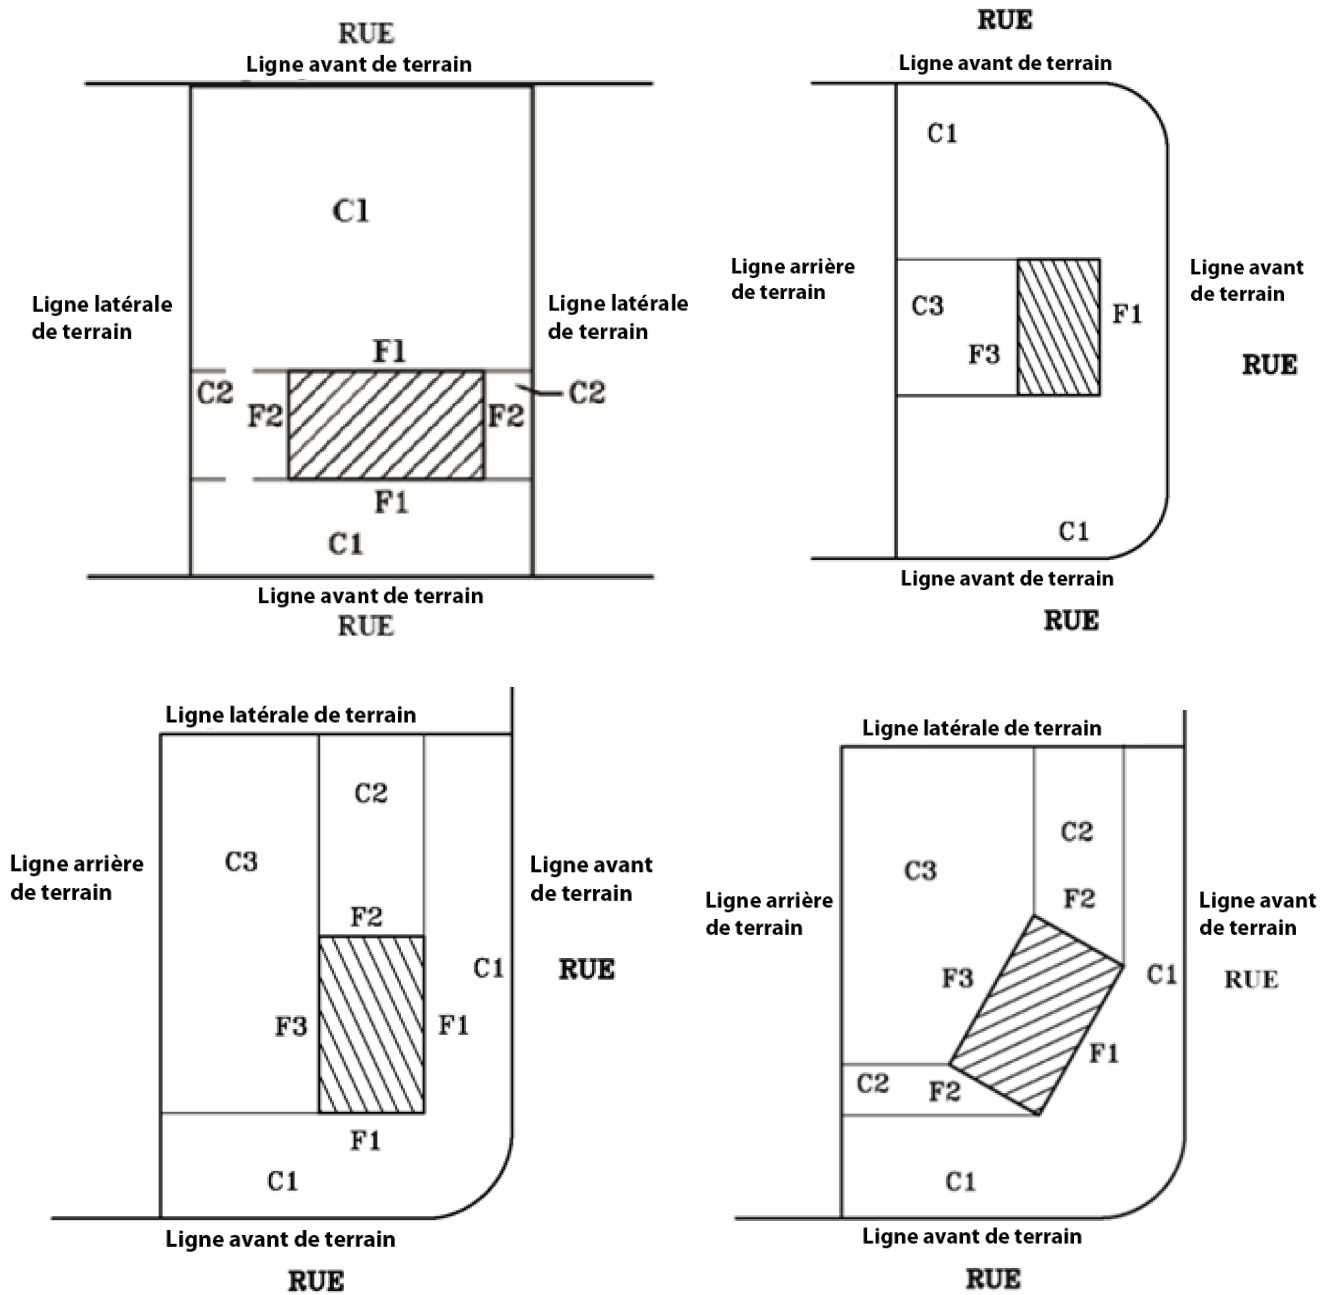 RUE
Ligne avant de terrain
C1
Ligne latérale
de terrain
Ligne latérale
de terrain
F1
C2
F2
F2
C2
F1
C1
Ligne avant de terrain
RUE
RUE
Ligne avant de terrain
C1
Ligne arrière
de terrain
Ligne avant
de terrain
C3
F1
F3
RUE
C1
Ligne avant de terrain
RUE
Ligne latérale de terrain
C2
C3
Ligne arrière
de terrain
Ligne avant
de terrain
F2
C1
RUE
F3
F1
F1
C1
Ligne avant de terrain
RUE
Ligne latérale de terrain
C2
C3
Ligne arrière
de terrain
F2
Ligne avant
de terrain
F3
C1
RUE
F1
C2
F2
C1
Ligne avant de terrain
RUE